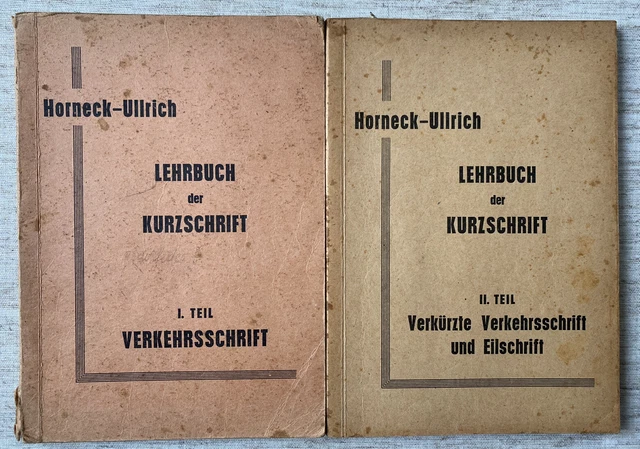 Horneck-Ullrich
LEHRBUCH
der
KURZSCHRIFT
I. TEIL
VERKEHRSSCHRIFT
Horneck-Ullrich
LEHRBUCH
der
KURZSCHRIFT
II. TEIL
Verkürzte Verkehrsschrift
und Eilschrift